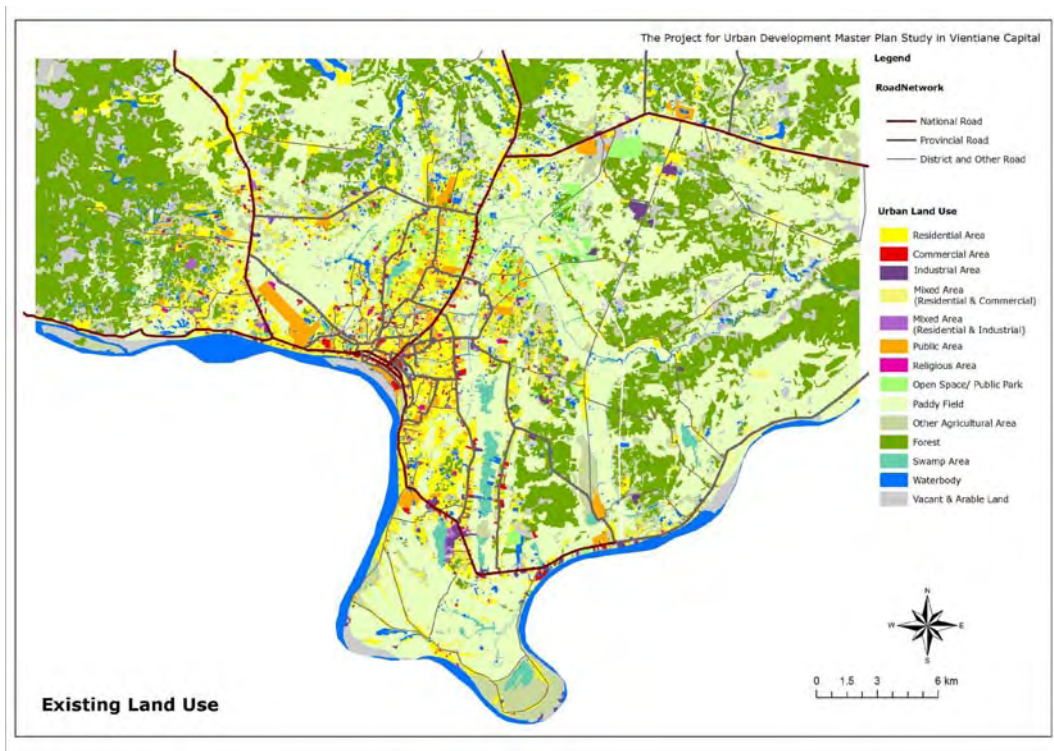 The Project for Urban Development Master Plan Study in Vientiane Capital
Legend
RoadNetwork
National Road
Provincial Road
District and Other Road
Urban Land Use
Residential Area
Commercial Area
Industrial Area
Mixed Area
(Residential & Commercial)
Mixed Area
(Residential & Industrial)
Public Area
Religious Area
Open Space/ Public Park
Paddy Field
Other Agricultural Area
Forest
Swamp Area
Waterbody
Vacant & Arable Land
N
W E
S
0 1.5 3 6 km
Existing Land Use